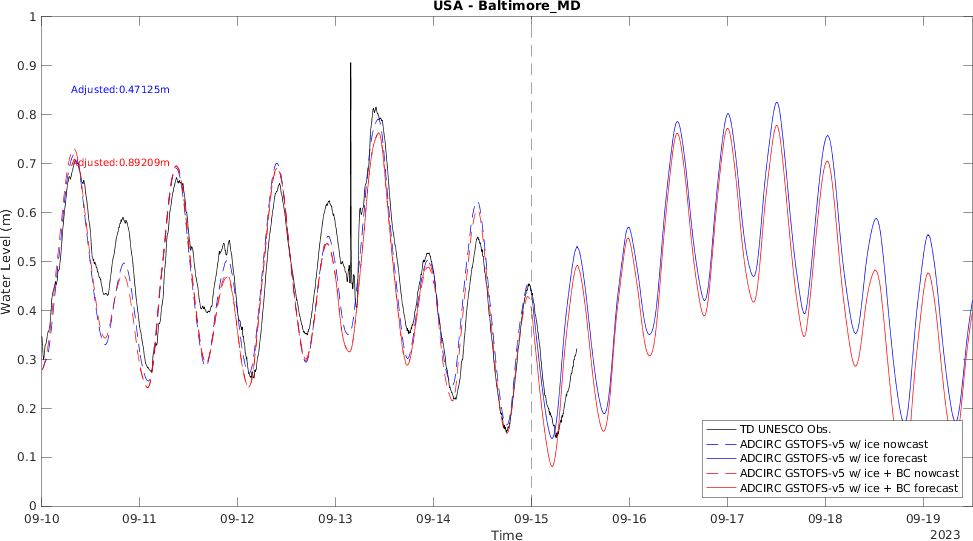 USA - Baltimore_MD
1
0.9
0.8
0.7
0.6
0.5
0.4
0.3
0.2
0.1
0
Water Level (m)
Adjusted:0.47125m
Adjusted:0.89209m
TD UNESCO Obs.
ADCIRC GSTOFS-v5 w/ ice nowcast
ADCIRC GSTOFS-v5 w/ ice forecast
ADCIRC GSTOFS-v5 w/ ice + BC nowcast
ADCIRC GSTOFS-v5 w/ ice + BC forecast
09-10 09-11 09-12 09-13 09-14 09-15 09-16 09-17 09-18 09-19
Time
2023